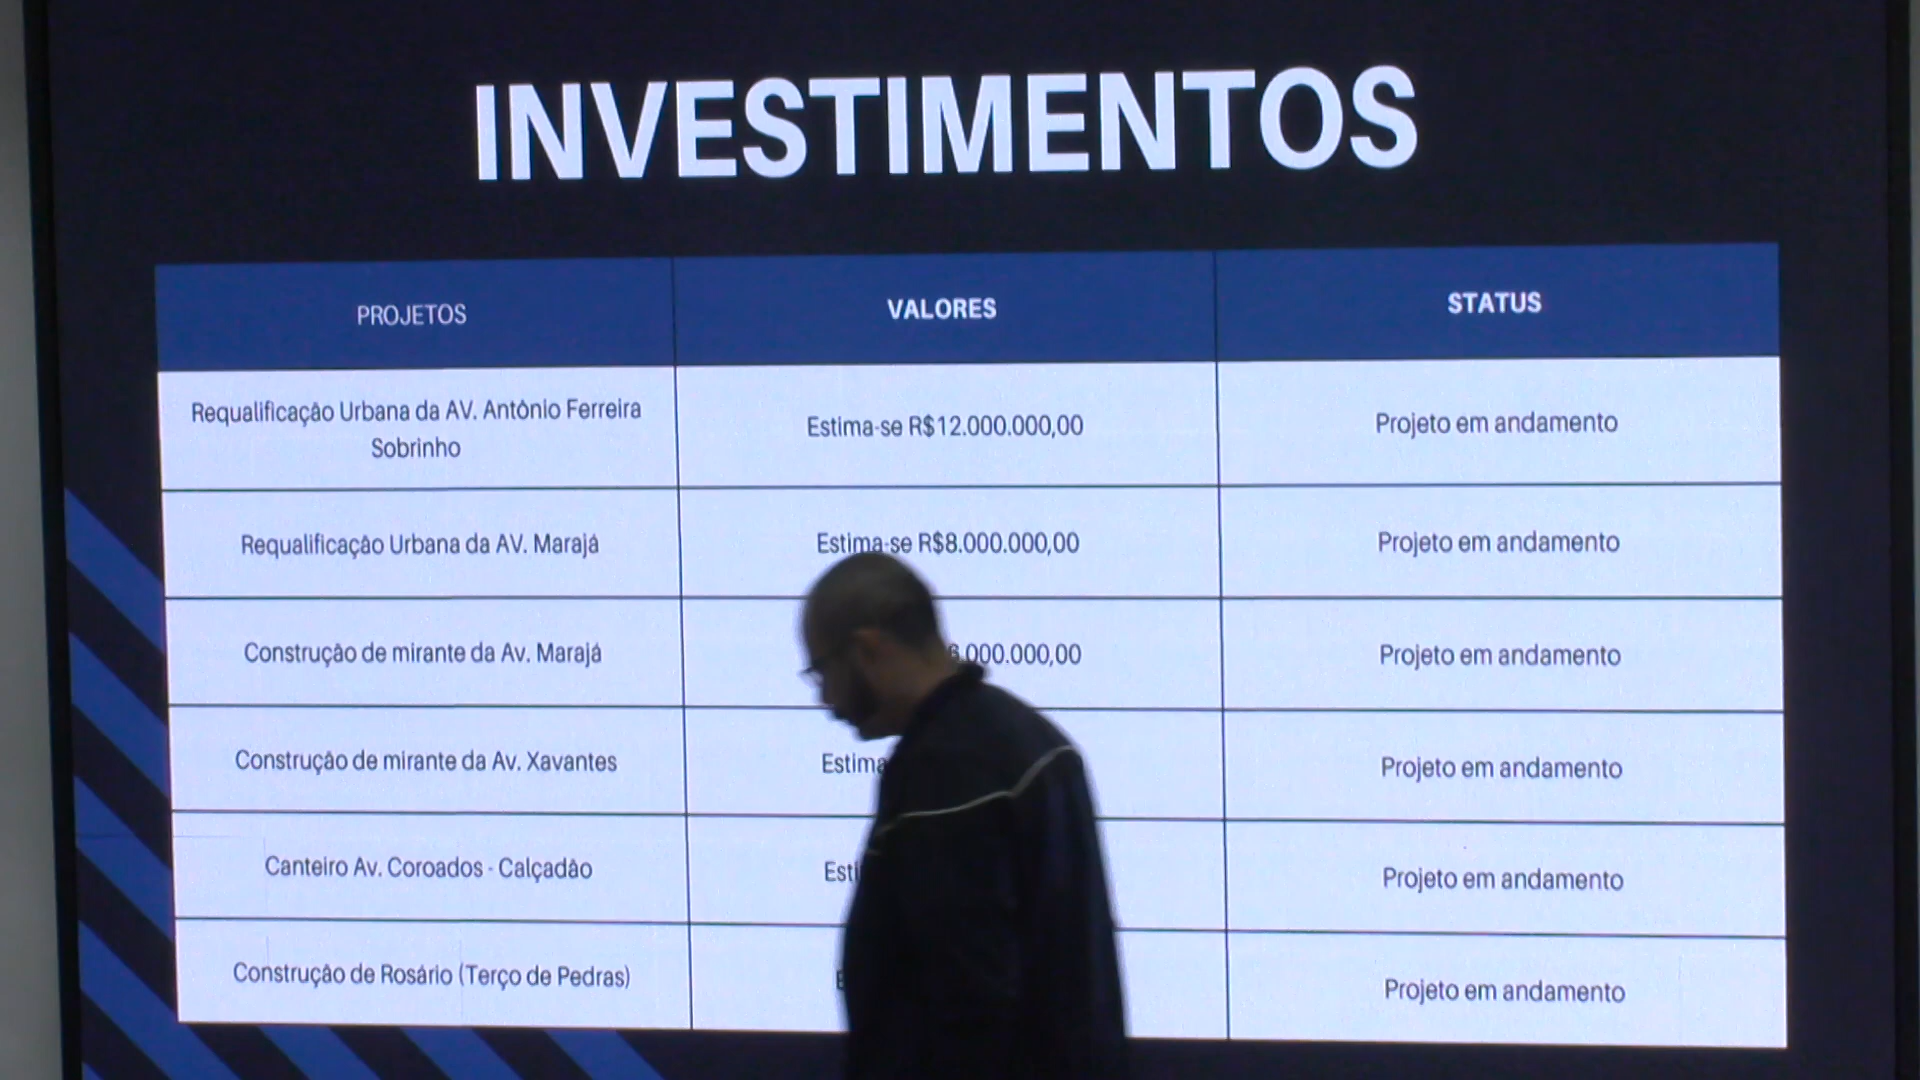 INVESTIMENTOS
PROJETOS
VALORES
STATUS
Requalificação Urbana da AV. Antônio Ferreira
Sobrinho
Estima-se R$12.000.000,00
Projeto em andamento
Requalificação Urbana da AV. Marajá
Estima-se R$8.000.000,00
Projeto em andamento
Construção de mirante da Av. Marajá
.000.000,00
Projeto em andamento
Construção de mirante da Av. Xavantes
Estima
Projeto em andamento
Canteiro Av. Coroados - Calçadão
Esti
Projeto em andamento
Construção de Rosário (Terço de Pedras)
Projeto em andamento